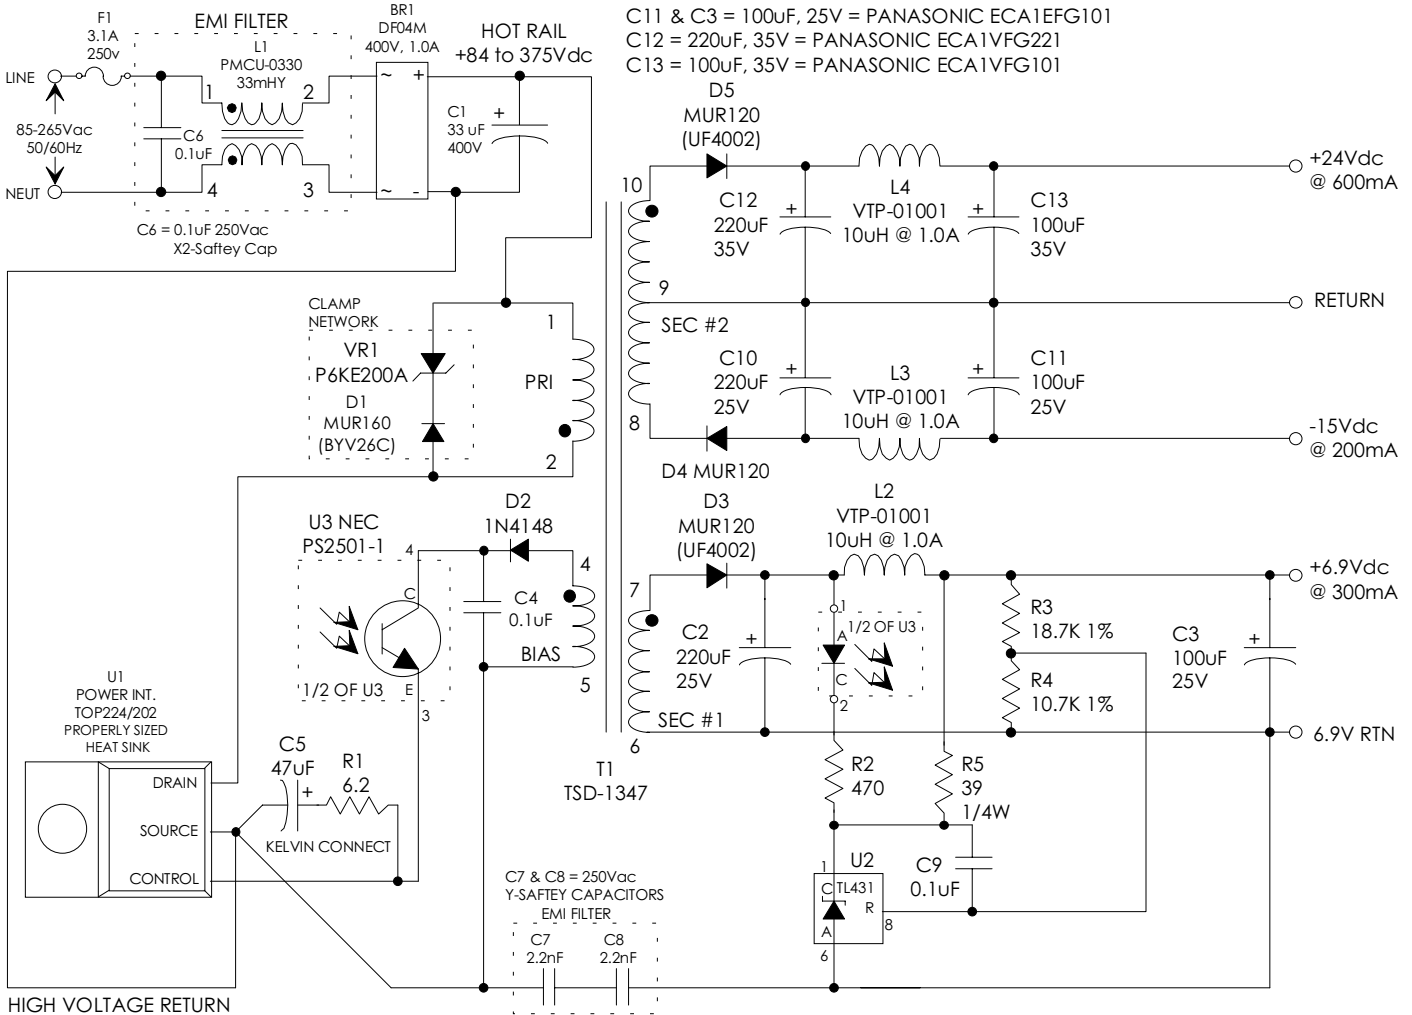 C11 & C3 = 100uF, 25V = PANASONIC ECA1EFG101
C12 = 220uF, 35V = PANASONIC ECA1VFG221
C13 = 100uF, 35V = PANASONIC ECA1VFG101
F1
3.1A
250v
EMI FILTER
L1
PMCU-0330
33mHY
BR1
DF04M
400V, 1.0A
HOT RAIL
+84 to 375Vdc
LINE
1
2
~
+
85-265Vac
50/60Hz
C6
0.1uF
C1
33 uF
400V
+
NEUT
4
3
~
-
C6 = 0.1uF 250Vac
X2-Saftey Cap
D5
MUR120
(UF4002)
10
C12
220uF
35V
+
L4
VTP-01001
10uH @ 1.0A
+
C13
100uF
35V
+24Vdc
@ 600mA
9
SEC #2
RETURN
C10
220uF
25V
+
L3
VTP-01001
10uH @ 1.0A
+
C11
100uF
25V
8
D4 MUR120
-15Vdc
@ 200mA
CLAMP
NETWORK
VR1
P6KE200A
D1
MUR160
(BYV26C)
1
PRI
2
U3 NEC
PS2501-1
4
C
E
3
1/2 OF U3
D2
1N4148
4
C4
0.1uF
BIAS
5
D3
MUR120
(UF4002)
7
L2
VTP-01001
10uH @ 1.0A
+6.9Vdc
@ 300mA
C2
220uF
25V
+
1
A
1/2 OF U3
C
2
R3
18.7K 1%
R4
10.7K 1%
C3
100uF
25V
+
SEC #1
6
6.9V RTN
T1
TSD-1347
R2
470
R5
39
1/4W
U1
POWER INT.
TOP224/202
PROPERLY SIZED
HEAT SINK
DRAIN
SOURCE
CONTROL
C5
47uF
+
R1
6.2
KELVIN CONNECT
1
U2
C
TL431
R
A
8
6
C9
0.1uF
C7 & C8 = 250Vac
Y-SAFTEY CAPACITORS
EMI FILTER
C7
2.2nF
C8
2.2nF
HIGH VOLTAGE RETURN